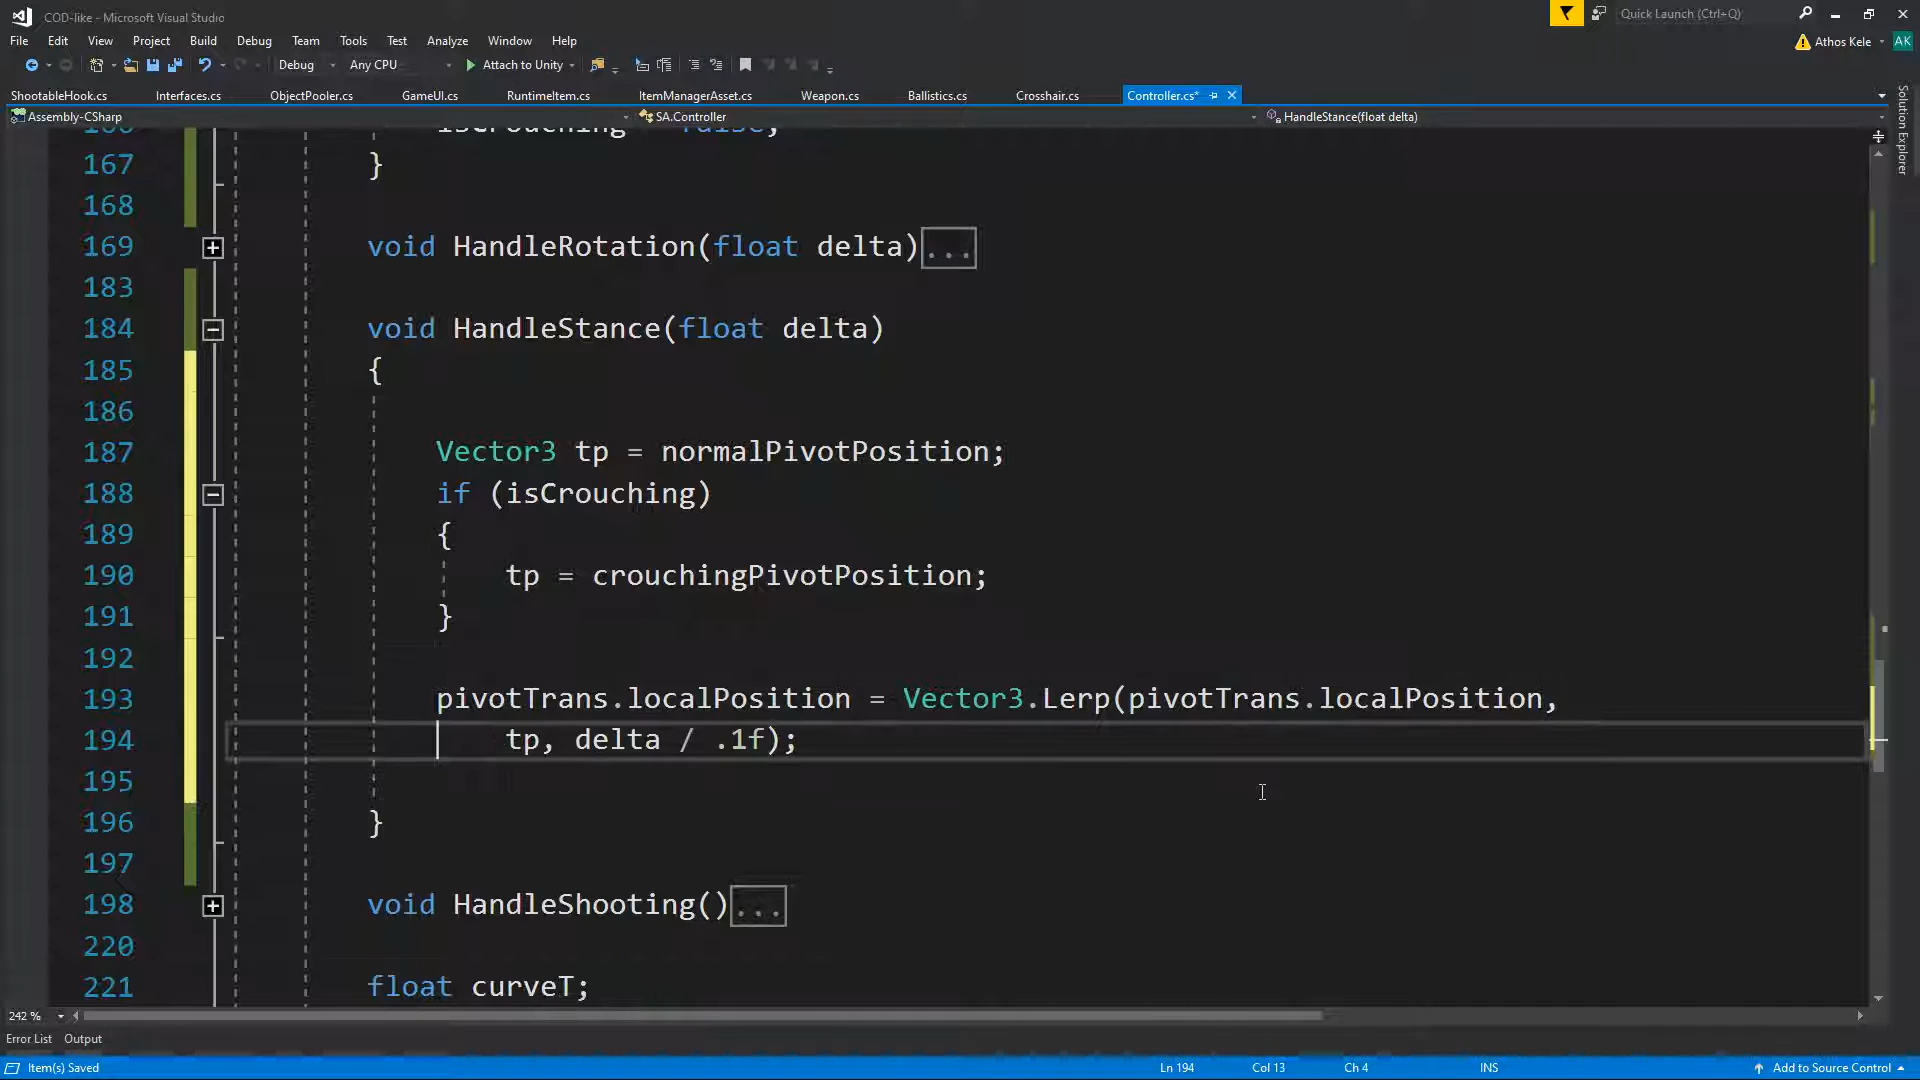 COD-like - Microsoft Visual Studio
Quick Launch (Ctrl+Q)
File Edit View Project Build Debug Team Tools Test Analyze Window Help
Athos Kele AK
Debug Any CPU Attach to Unity
ShootableHook.cs Interfaces.cs ObjectPooler.cs GameUI.cs RuntimeItem.cs ItemManagerAsset.cs Weapon.cs Ballistics.cs Crosshair.cs Controller.cs*
Assembly-CSharp SA.Controller HandleStance(float delta)
Solution Explorer
166 isCrouching = false;
167 }
168
169 void HandleRotation(float delta)...
183
184 void HandleStance(float delta)
185 {
186
187 Vector3 tp = normalPivotPosition;
188 if (isCrouching)
189 {
190 tp = crouchingPivotPosition;
191 }
192
193 pivotTrans.localPosition = Vector3.Lerp(pivotTrans.localPosition,
194 tp, delta / .1f);
195
196 }
197
198 void HandleShooting()...
220
221 float curveT;
242 %
Error List Output
Item(s) Saved Ln 194 Col 13 Ch 4 INS Add to Source Control